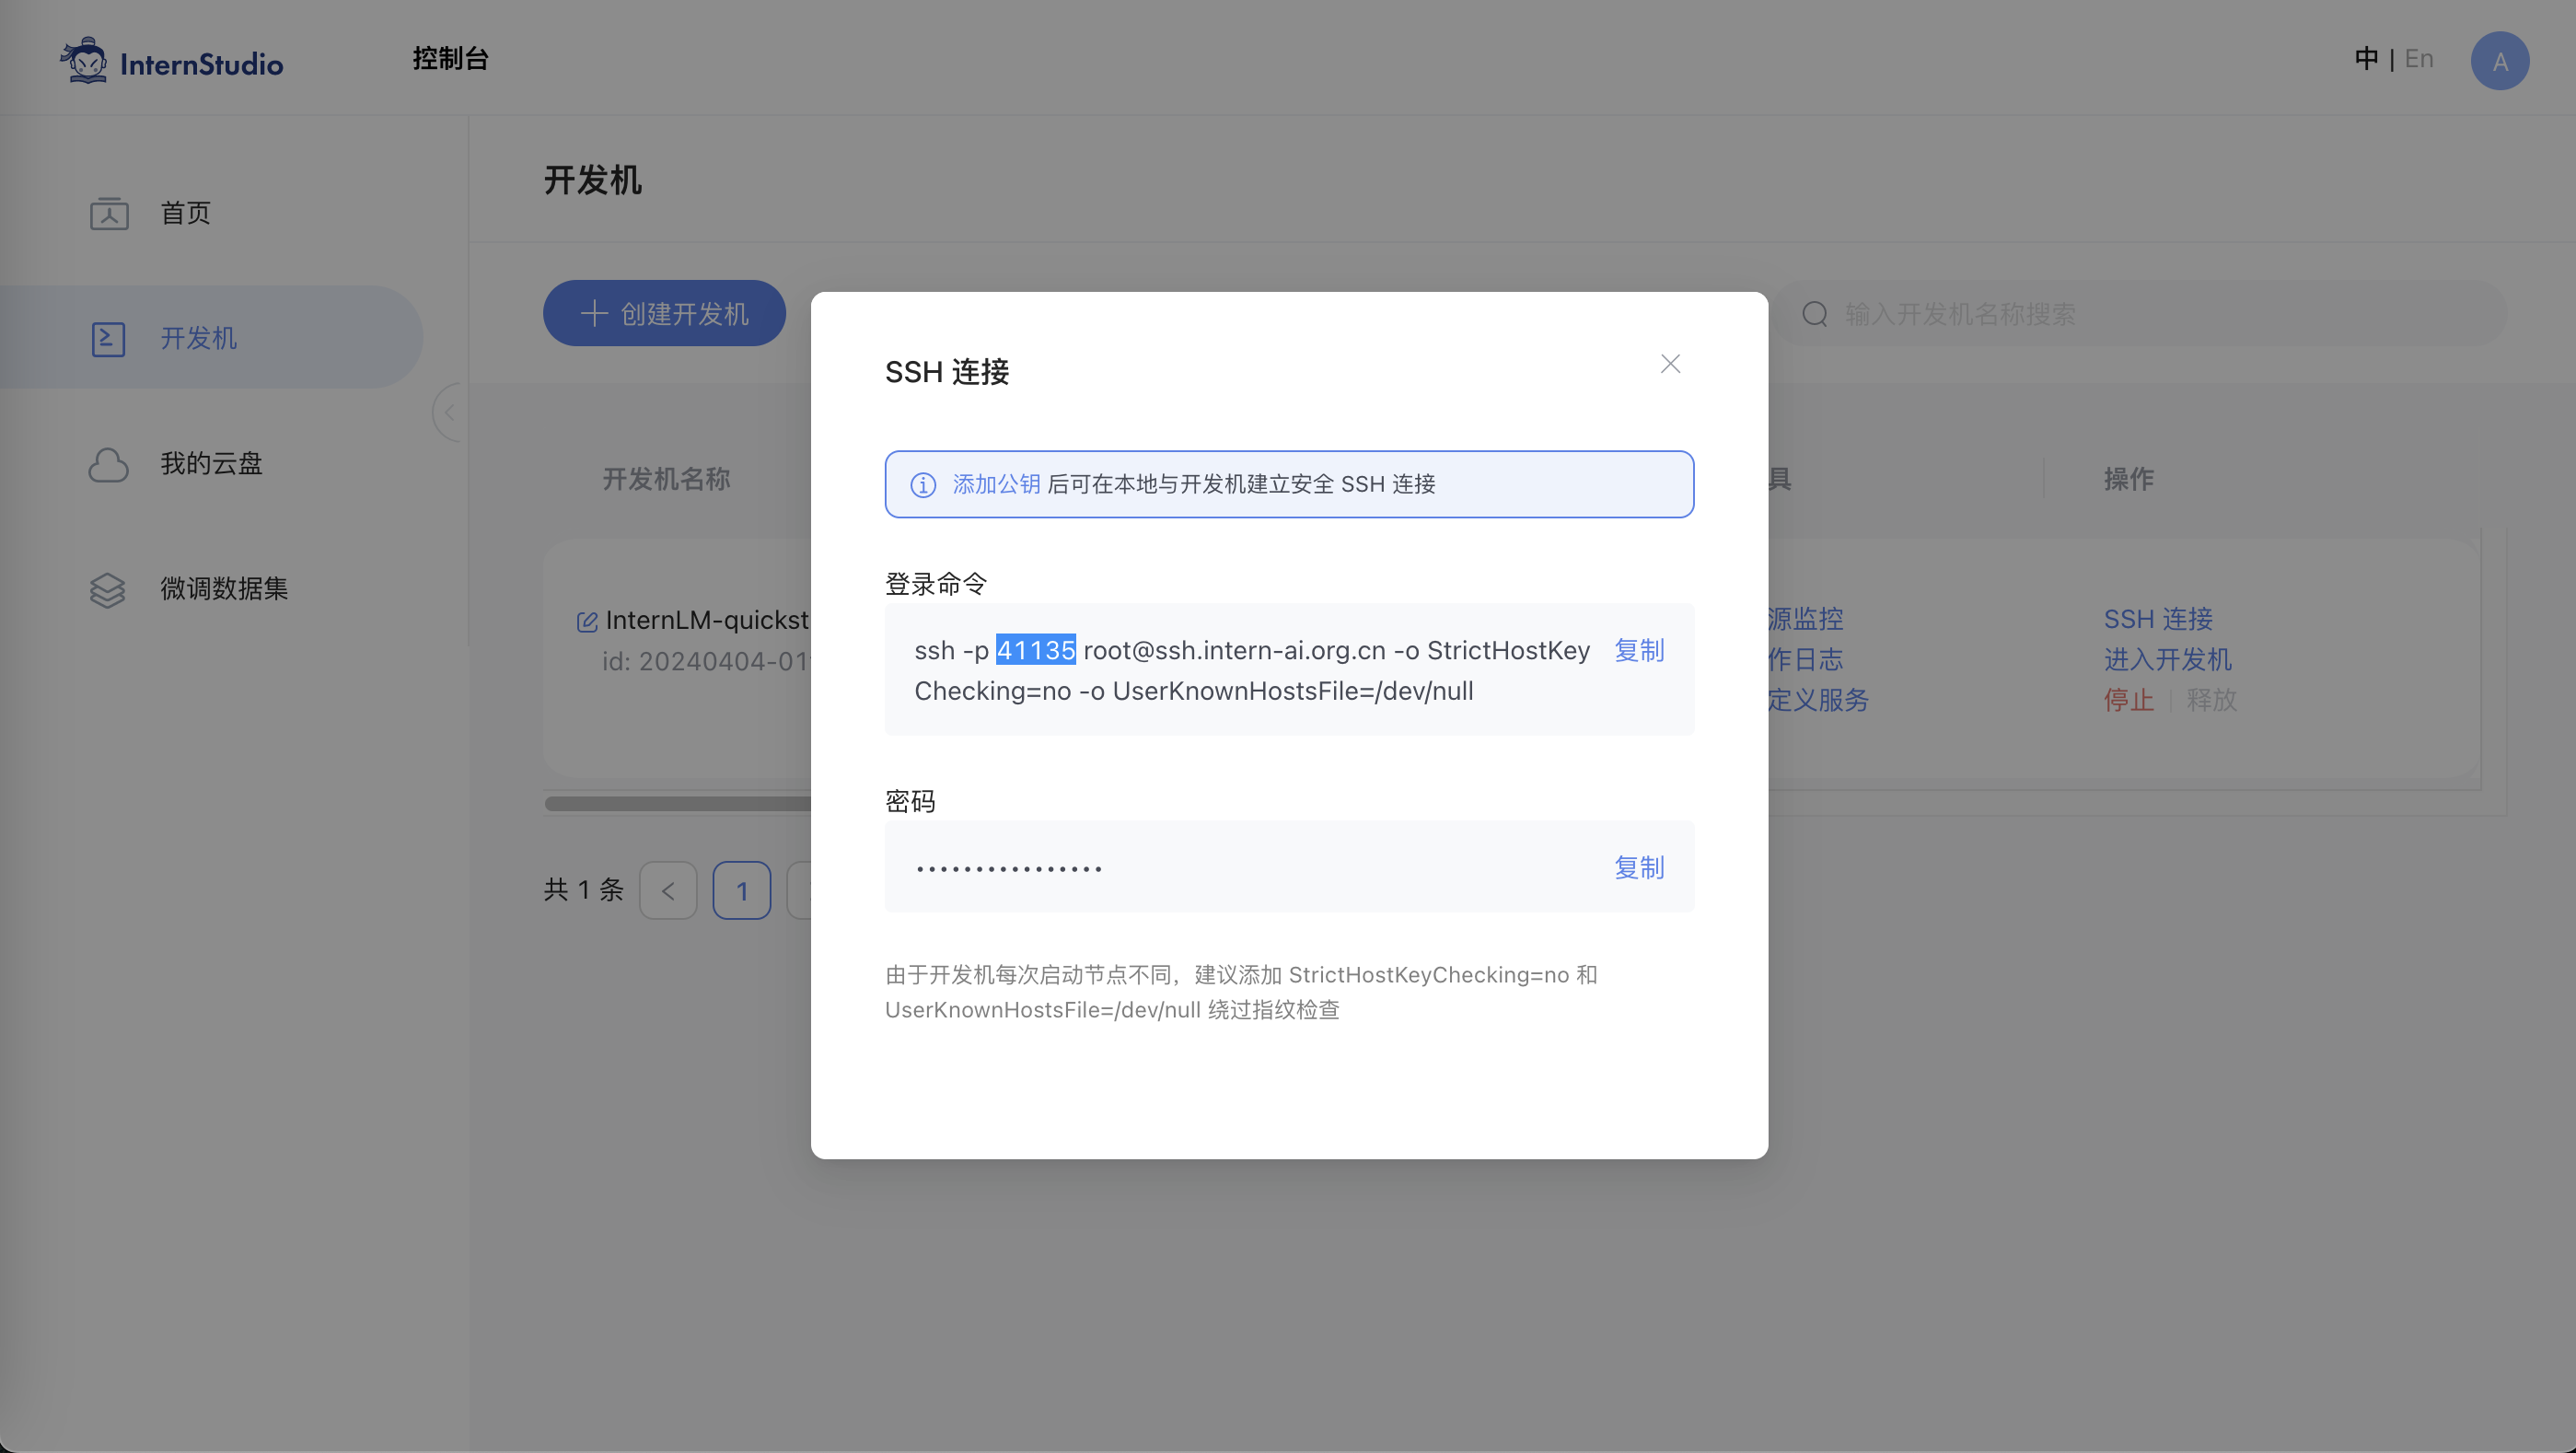 InternStudio
控制台
中 | En
A
首页
开发机
我的云盘
微调数据集
开发机
创建开发机
输入开发机名称搜索
开发机名称
具
操作
InternLM-quickst
id: 20240404-01
源监控
作日志
定义服务
SSH 连接
进入开发机
停止 | 释放
共 1 条
<
1
SSH 连接
添加公钥 后可在本地与开发机建立安全 SSH 连接
登录命令
ssh -p 41135 root@ssh.intern-ai.org.cn -o StrictHostKey
Checking=no -o UserKnownHostsFile=/dev/null
复制
密码
••••••••••••••••
复制
由于开发机每次启动节点不同，建议添加 StrictHostKeyChecking=no 和
UserKnownHostsFile=/dev/null 绕过指纹检查